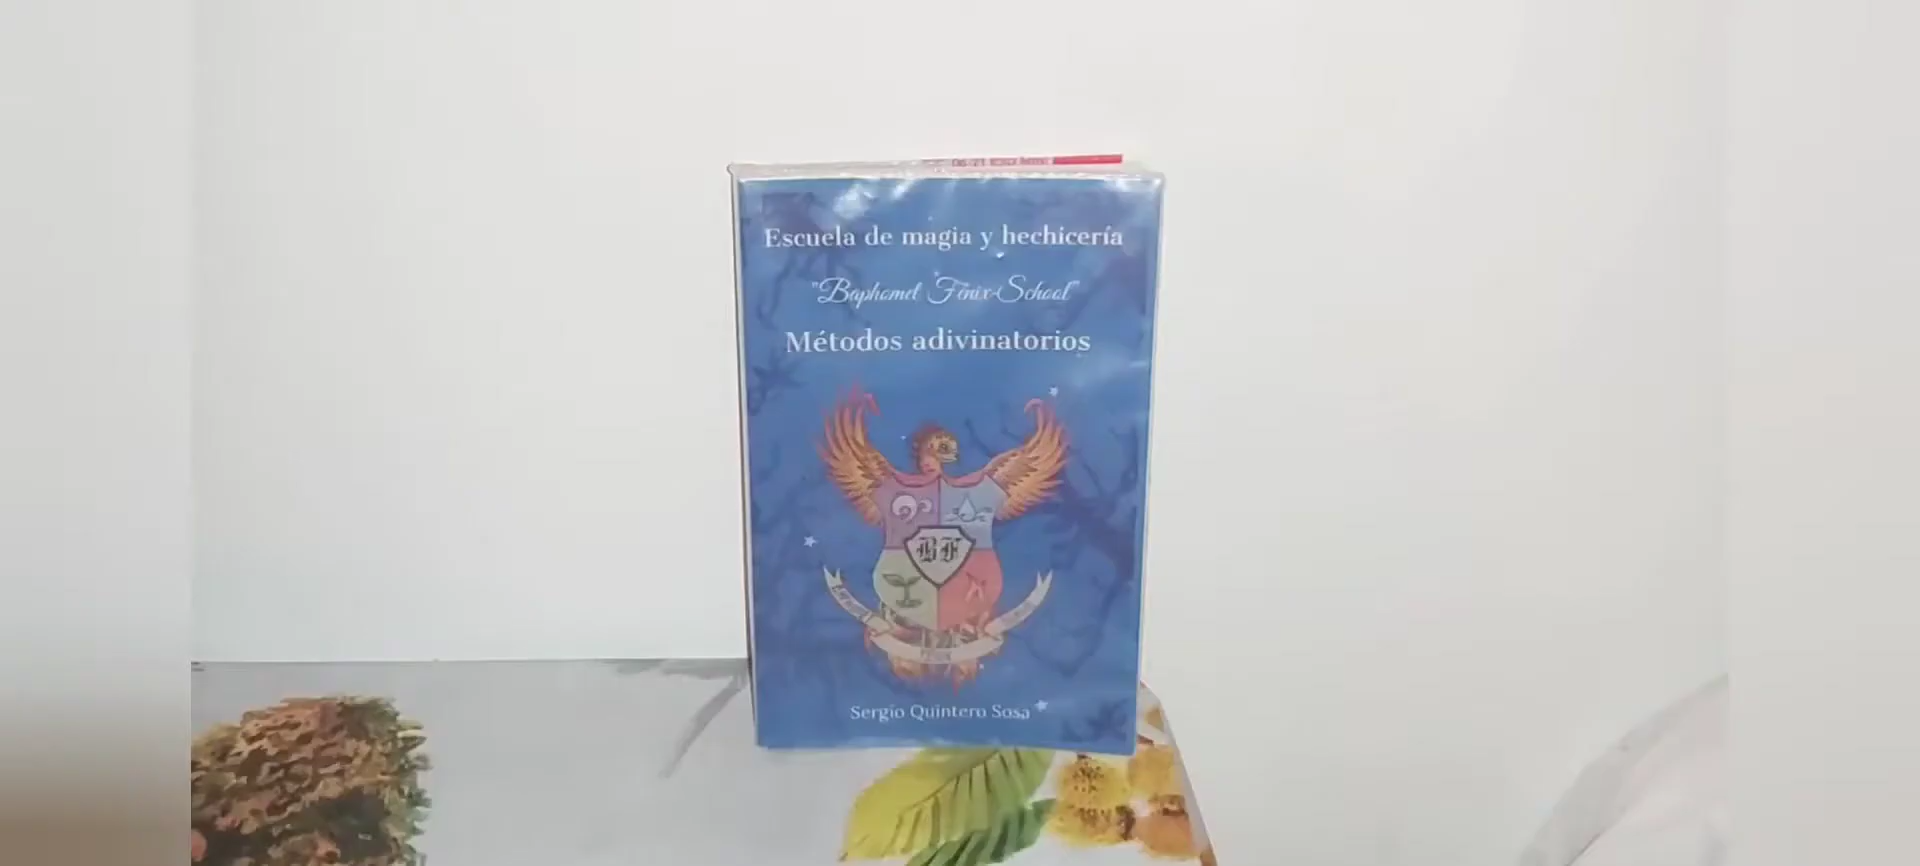 Escuela de magia y hechicería
"Baphomet Fénix-School"
Métodos adivinatorios
BF
Sergio Quintero Sosa